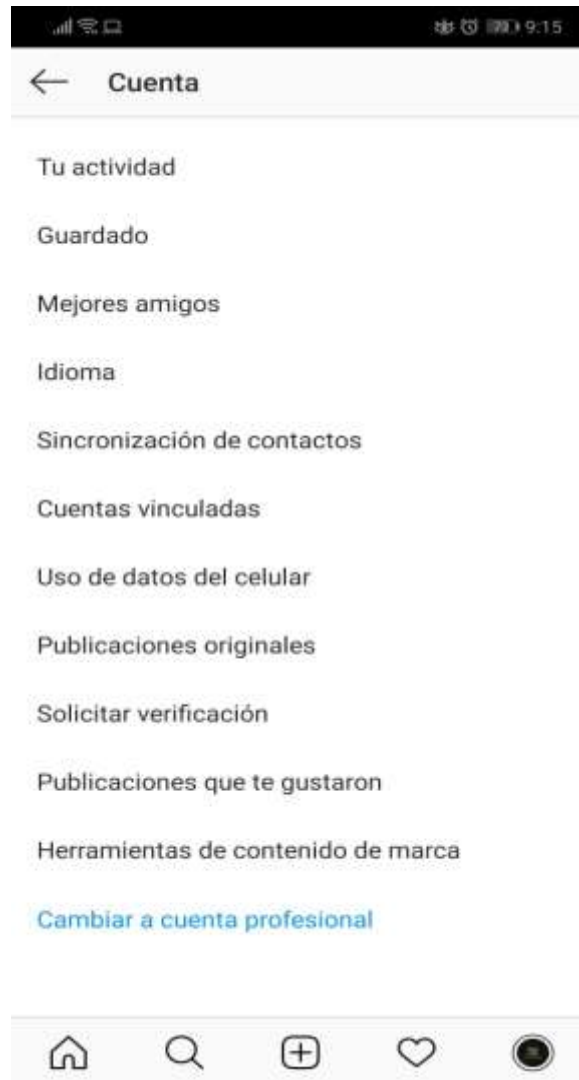 9:15
Cuenta
Tu actividad
Guardado
Mejores amigos
Idioma
Sincronización de contactos
Cuentas vinculadas
Uso de datos del celular
Publicaciones originales
Solicitar verificación
Publicaciones que te gustaron
Herramientas de contenido de marca
Cambiar a cuenta profesional